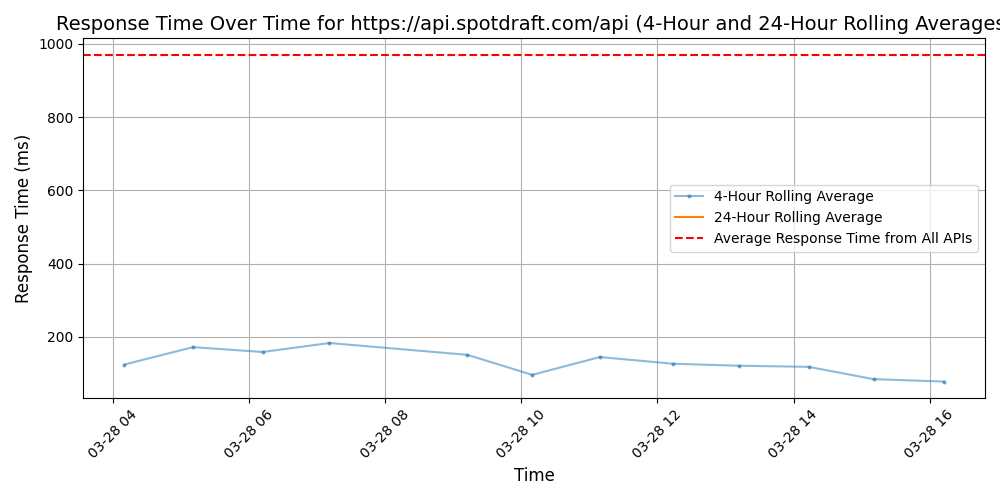 Response Time Over Time for https://api.spotdraft.com/api (4-Hour and 24-Hour Rolling Averages
1000
800
600
400
200
Response Time (ms)
4-Hour Rolling Average
24-Hour Rolling Average
Average Response Time from All APIs
03-28 04
03-28 06
03-28 08
03-28 10
03-28 12
03-28 14
03-28 16
Time